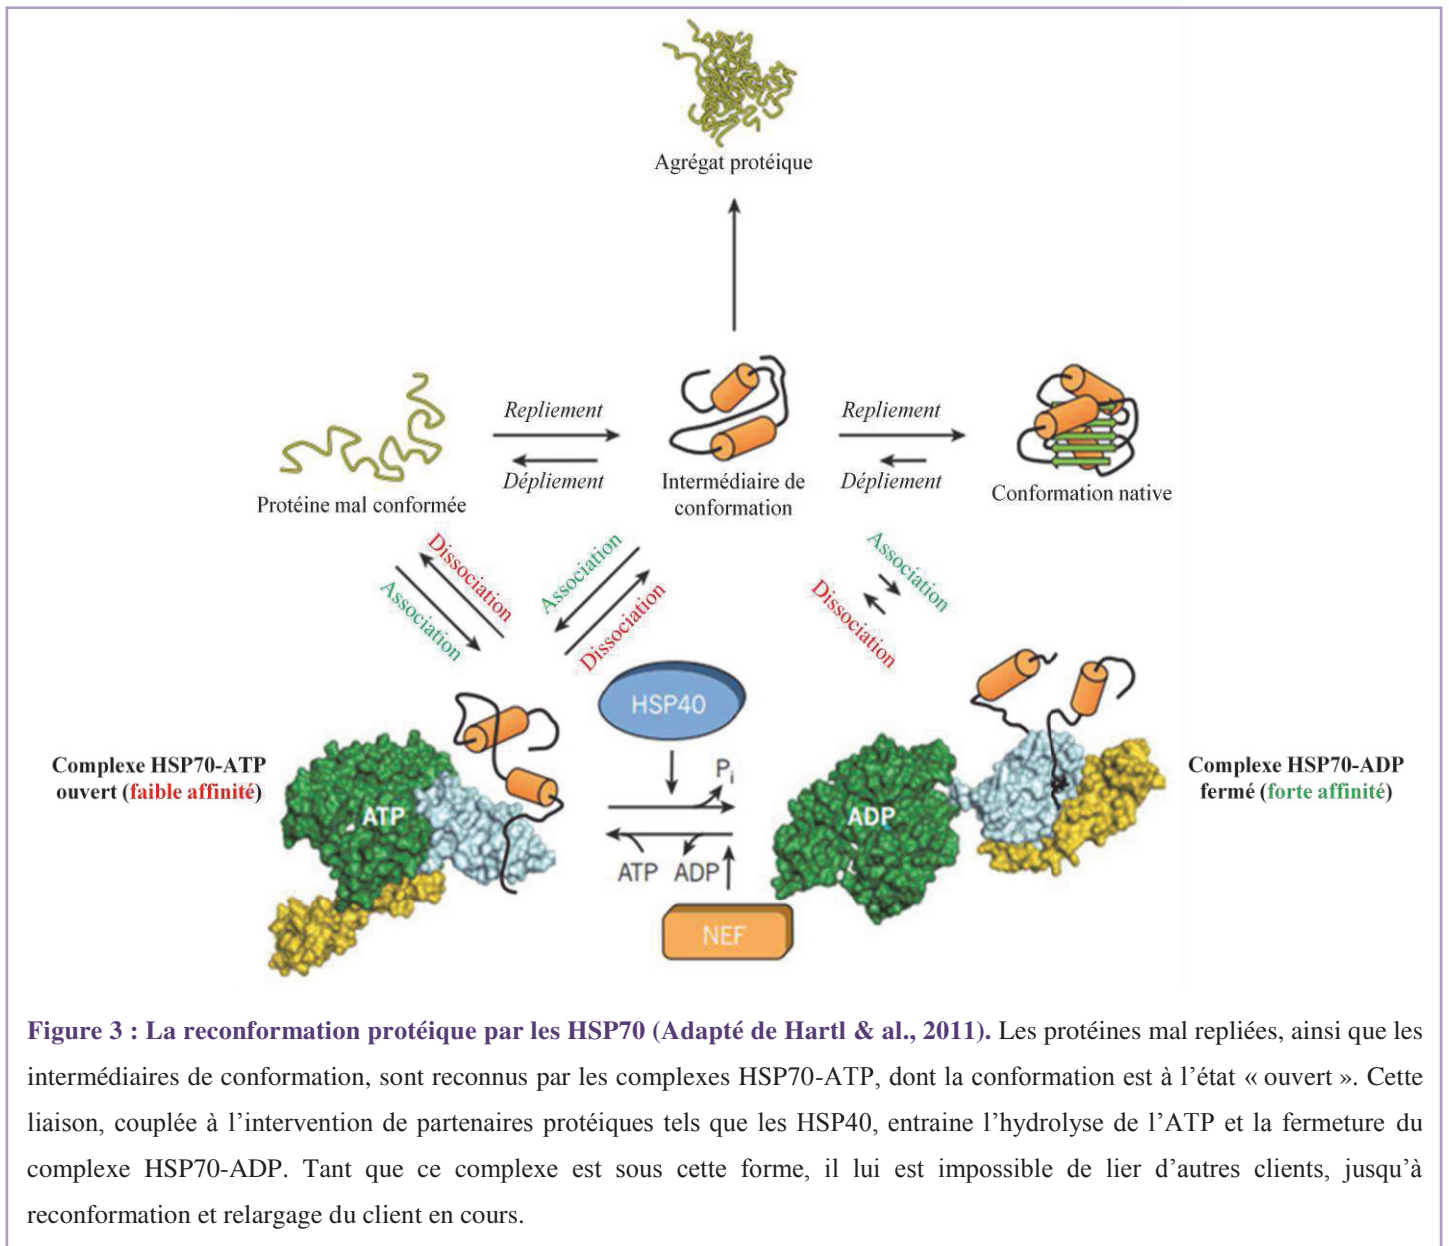 Agrégat protéique
Repliement
Repliement
Dépliement
Dépliement
Protéine mal conformée
Intermédiaire de
conformation
Conformation native
Dissociation
Association
Association
Dissociation
Association
Dissociation
HSP40
Complexe HSP70-ATP
ouvert (faible affinité)
ATP
Pi
ATP ADP
ADP
Complexe HSP70-ADP
fermé (forte affinité)
NEF
Figure 3 : La reconformation protéique par les HSP70 (Adapté de Hartl & al., 2011). Les protéines mal repliées, ainsi que les
intermédiaires de conformation, sont reconnus par les complexes HSP70-ATP, dont la conformation est à l’état « ouvert ». Cette
liaison, couplée à l’intervention de partenaires protéiques tels que les HSP40, entraine l’hydrolyse de l’ATP et la fermeture du
complexe HSP70-ADP. Tant que ce complexe est sous cette forme, il lui est impossible de lier d’autres clients, jusqu’à
reconformation et relargage du client en cours.